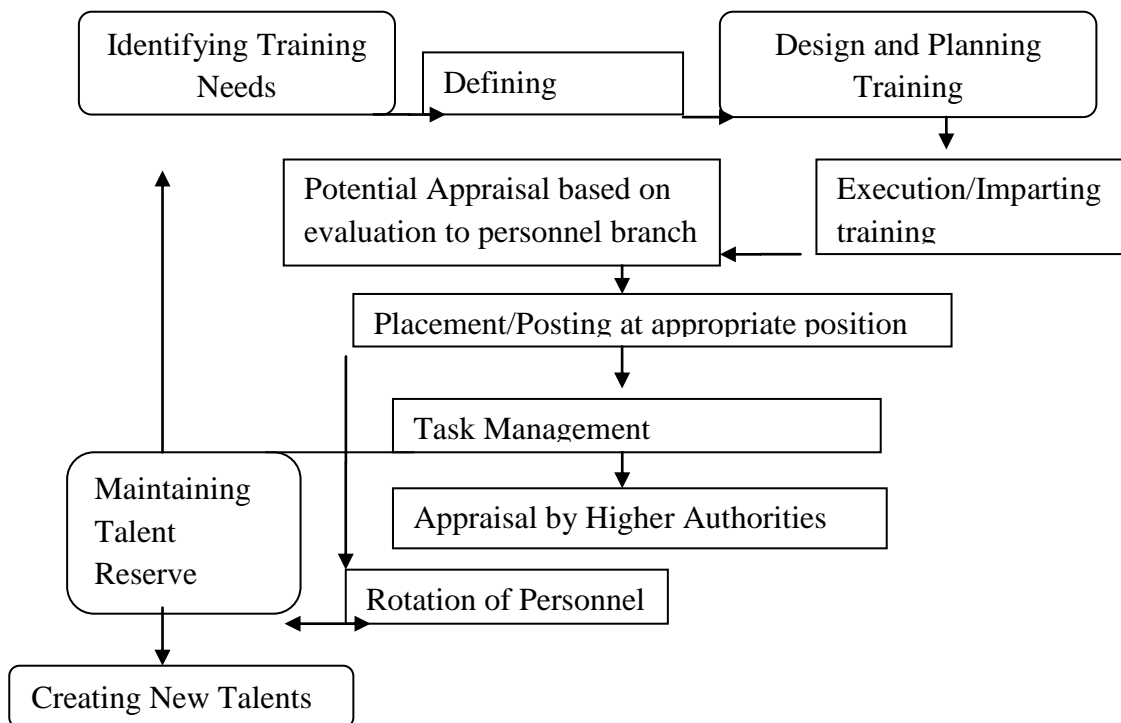 Identifying Training
Needs
Defining
Design and Planning
Training
Potential Appraisal based on
evaluation to personnel branch
Execution/Imparting
training
Placement/Posting at appropriate position
Task Management
Maintaining
Talent
Reserve
Appraisal by Higher Authorities
Rotation of Personnel
Creating New Talents